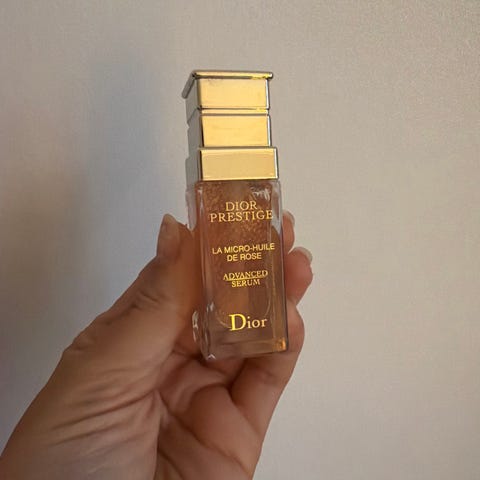 DIOR
PRESTIGE
LA MICRO-HUILE
DE ROSE
ADVANCED
SERUM
Dior